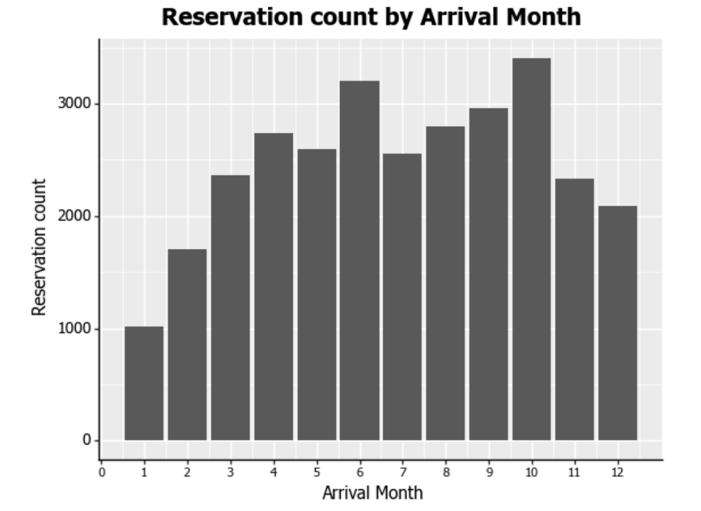 Reservation count by Arrival Month
Reservation count
3000
2000
1000
0
0 1 2 3 4 5 6 7 8 9 10 11 12
Arrival Month